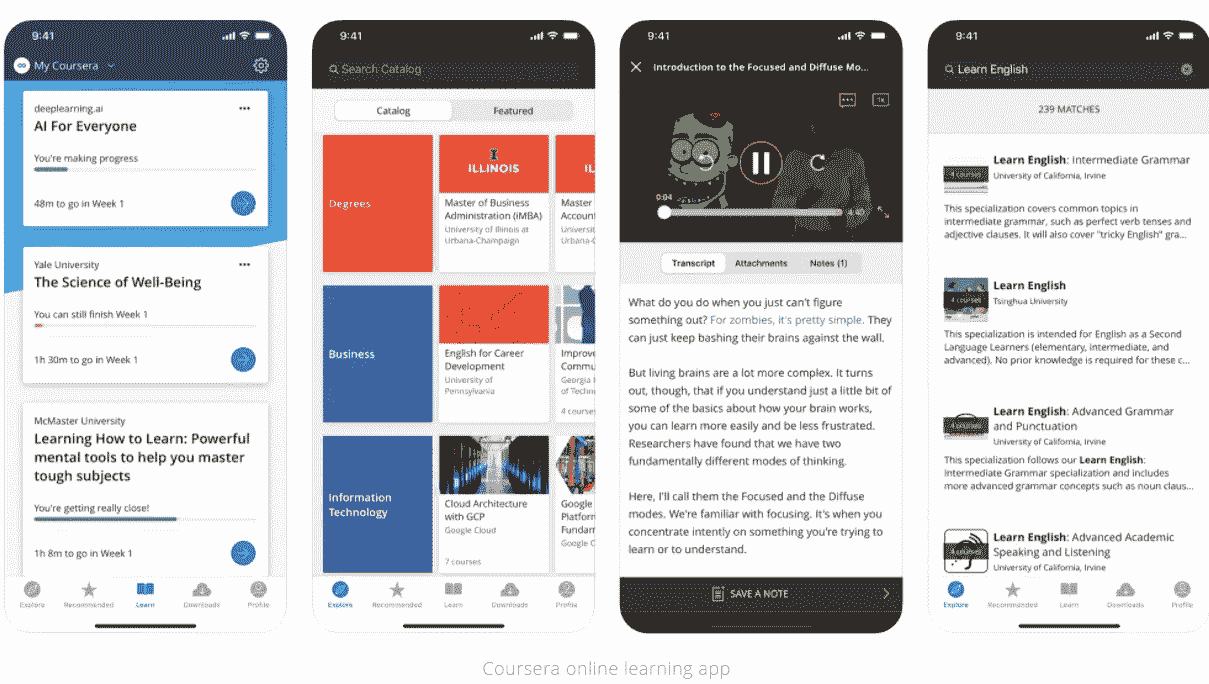 9:41
My Coursera
deeplearning.ai
AI For Everyone
You're making progress
48m to go in Week 1
Yale University
The Science of Well-Being
You can still finish Week 1
1h 30m to go in Week 1
McMaster University
Learning How to Learn: Powerful
mental tools to help you master
tough subjects
You're getting really close!
1h 8m to go in Week 1
Explore Recommended Learn Downloads Profile
9:41
Search Catalog
Catalog Featured
Degrees
ILLINOIS
Master of Business
Administration (iMBA)
University of Illinois at
Urbana-Champaign
Master
Accoun
Universit
Urbana-C
Business
English for Career
Development
University of
Pennsylvania
Improve
Commu
Georgia I
of Techn
4 courses
Information
Technology
Cloud Architecture
with GCP
Google Cloud
7 courses
Google
Platfor
Fundam
Google C
Explore Recommended Learn Downloads Profile
9:41
Introduction to the Focused and Diffuse Mo...
1x
0:04
4:40
Transcript Attachments Notes (1)
What do you do when you just can't figure
something out? For zombies, it's pretty simple. They
can just keep bashing their brains against the wall.
But living brains are a lot more complex. It turns
out, though, that if you understand just a little bit of
some of the basics about how your brain works,
you can learn more easily and be less frustrated.
Researchers have found that we have two
fundamentally different modes of thinking.
Here, I'll call them the Focused and the Diffuse
modes. We're familiar with focusing. It's when you
concentrate intently on something you're trying to
learn or to understand.
SAVE A NOTE
9:41
Learn English
239 MATCHES
4 courses
Learn English: Intermediate Grammar
University of California, Irvine
This specialization covers common topics in
intermediate grammar, such as perfect verb tenses and
adjective clauses. It will also cover "tricky English" gra...
4 courses
Learn English
Tsinghua University
This specialization is intended for English as a Second
Language Learners (elementary, intermediate, and
advanced). No prior knowledge is required for these c...
4 courses
Learn English: Advanced Grammar
and Punctuation
University of California, Irvine
This specialization follows our Learn English:
Intermediate Grammar specialization and includes
more advanced grammar concepts such as noun claus...
4 courses
Learn English: Advanced Academic
Speaking and Listening
University of California, Irvine
Explore Recommended Learn Downloads Profile
Coursera online learning app